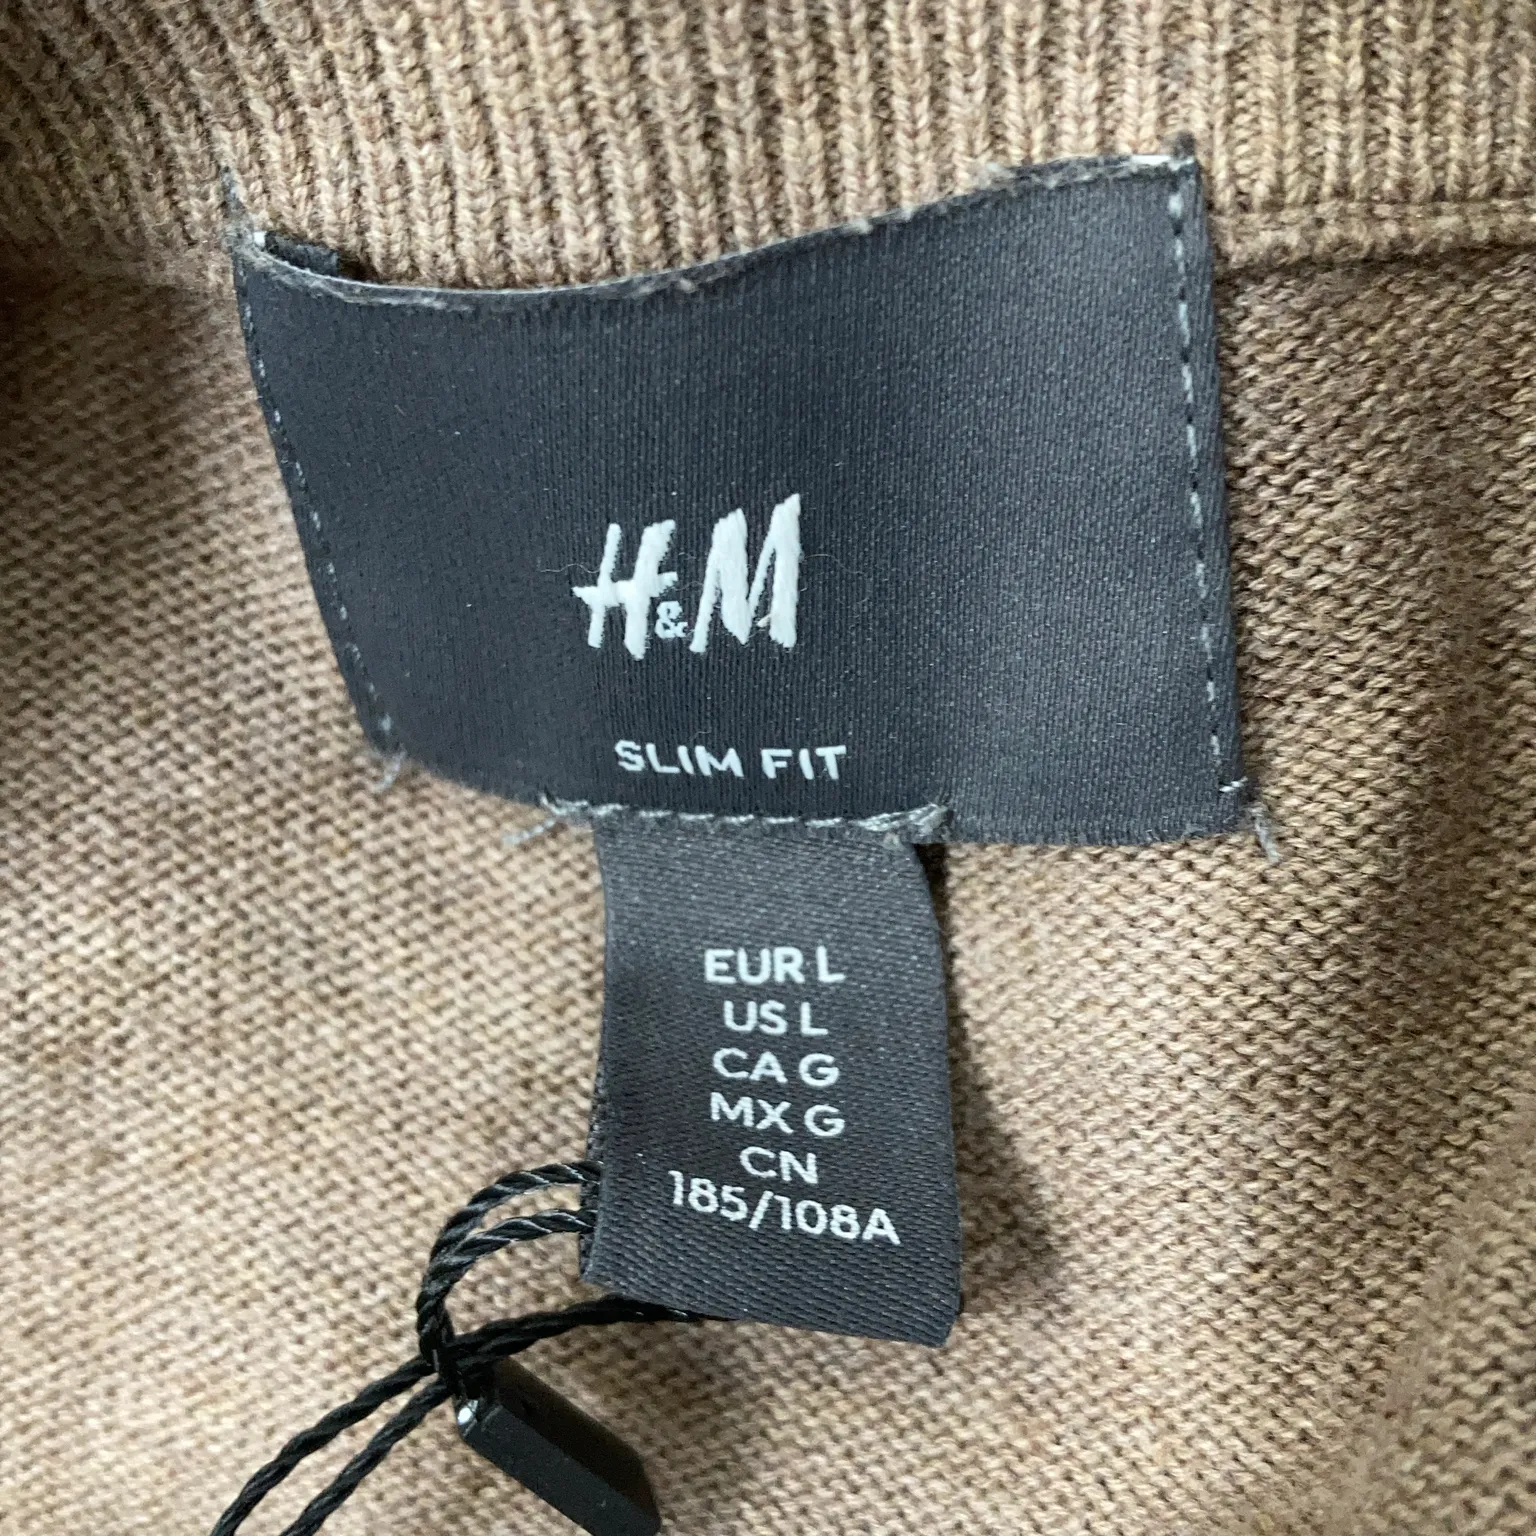 H&M
SLIM FIT
EUR L
US L
CA G
MX G
CN
185/108A